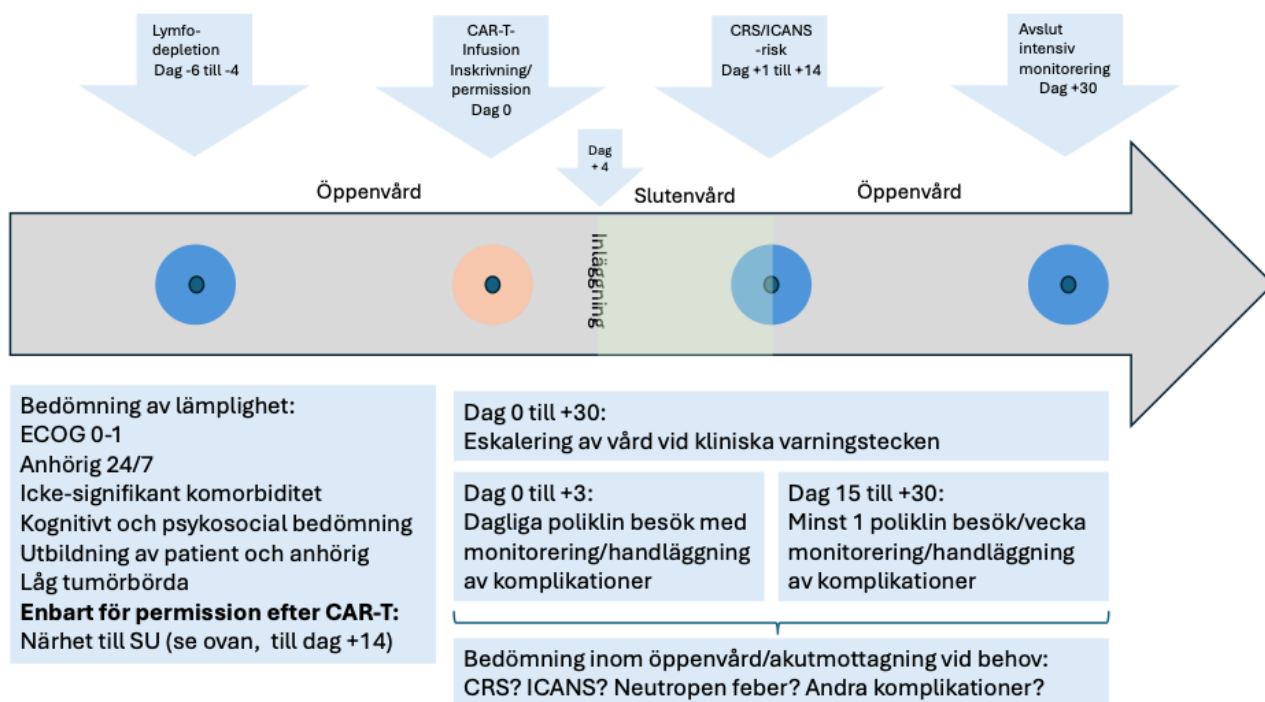 Lymfo-
depletion
Dag -6 till -4
CAR-T-
Infusion
Inskrivning/
permission
Dag 0
CRS/ICANS
-risk
Dag +1 till +14
Avslut
intensiv
monitorering
Dag +30
Dag
+ 4
Öppenvård
Slutenvård
Öppenvård
Inläggning
Bedömning av lämplighet:
ECOG 0-1
Anhörig 24/7
Icke-signifikant komorbiditet
Kognitivt och psykosocial bedömning
Utbildning av patient och anhörig
Låg tumörbörda
Enbart för permission efter CAR-T:
Närhet till SU (se ovan, till dag +14)
Dag 0 till +30:
Eskalering av vård vid kliniska varningstecken
Dag 0 till +3:
Dagliga poliklin besök med
monitorering/handläggning
av komplikationer
Dag 15 till +30:
Minst 1 poliklin besök/vecka
monitorering/handläggning
av komplikationer
Bedömning inom öppenvård/akutmottagning vid behov:
CRS? ICANS? Neutropen feber? Andra komplikationer?